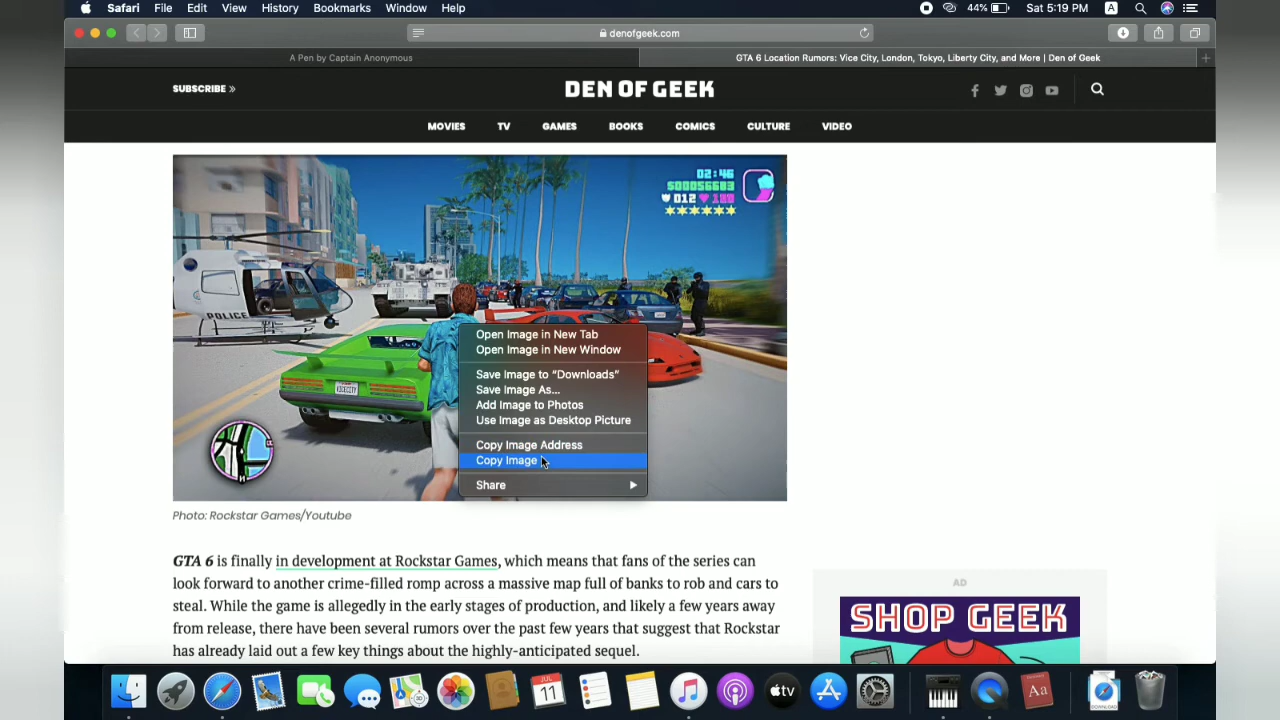 Safari File Edit View History Bookmarks Window Help 44% Sat 5:19 PM A
denofgeek.com
A Pen by Captain Anonymous
GTA 6 Location Rumors: Vice City, London, Tokyo, Liberty City, and More | Den of Geek
SUBSCRIBE »
DEN OF GEEK
MOVIES TV GAMES BOOKS COMICS CULTURE VIDEO
02:46
$00056683
012 100
POLICE
Open Image in New Tab
Open Image in New Window
Save Image to “Downloads”
Save Image As...
Add Image to Photos
Use Image as Desktop Picture
Copy Image Address
Copy Image
Share
Photo: Rockstar Games/Youtube
GTA 6 is finally in development at Rockstar Games, which means that fans of the series can
look forward to another crime-filled romp across a massive map full of banks to rob and cars to
steal. While the game is allegedly in the early stages of production, and likely a few years away
from release, there have been several rumors over the past few years that suggest that Rockstar
has already laid out a few key things about the highly-anticipated sequel.
AD
SHOP GEEK
JUL
11
tv
Aa
DOWNLOAD